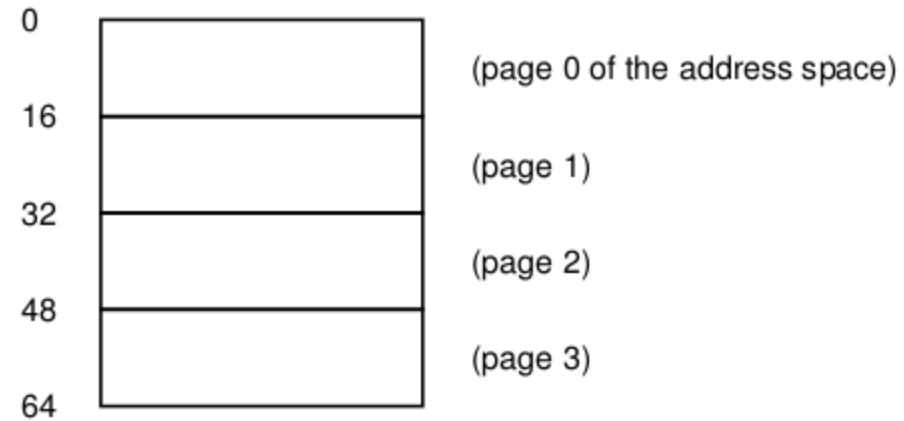 0
(page 0 of the address space)
16
(page 1)
32
(page 2)
48
(page 3)
64